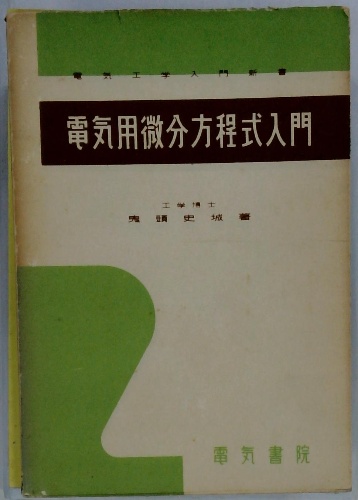 電気工学入門新書
電気用微分方程式入門
工学博士
鬼頭史城著
電気書院